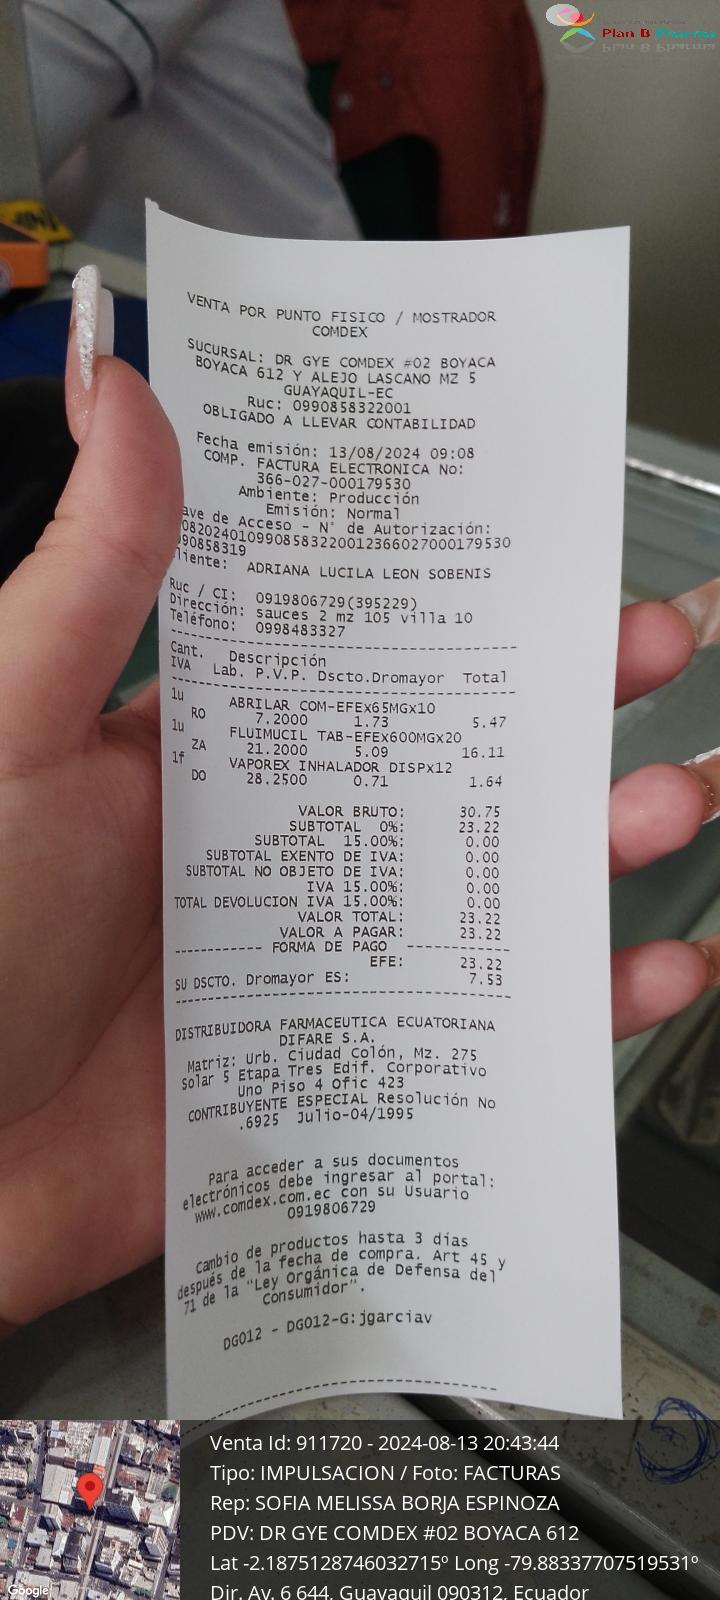 Plan B Pharma
VENTA POR PUNTO FISICO / MOSTRADOR
COMDEX
SUCURSAL: DR GYE COMDEX #02 BOYACA
BOYACA 612 Y ALEJO LASCANO MZ 5
GUAYAQUIL-EC
Ruc: 0990858322001
OBLIGADO A LLEVAR CONTABILIDAD
Fecha emisión: 13/08/2024 09:08
COMP. FACTURA ELECTRONICA No:
366-027-000179530
Ambiente: Producción
Emisión: Normal
ave de Acceso - N° de Autorización:
0820240109908583220012366027000179530
90858319
liente: ADRIANA LUCILA LEON SOBENIS
Ruc / CI: 0919806729(395229)
Dirección: sauces 2 mz 105 villa 10
Teléfono: 0998483327
Cant. Descripción
IVA Lab. P.V.P. Dscto.Dromayor Total
1u ABRILAR COM-EFEx65MGx10
RO 7.2000 1.73 5.47
1u FLUIMUCIL TAB-EFEx600MGx20
ZA 21.2000 5.09 16.11
1f VAPOREX INHALADOR DISPx12
DO 28.2500 0.71 1.64
VALOR BRUTO: 30.75
SUBTOTAL 0%: 23.22
SUBTOTAL 15.00%: 0.00
SUBTOTAL EXENTO DE IVA: 0.00
SUBTOTAL NO OBJETO DE IVA: 0.00
IVA 15.00%: 0.00
TOTAL DEVOLUCION IVA 15.00%: 0.00
VALOR TOTAL: 23.22
VALOR A PAGAR: 23.22
------------ FORMA DE PAGO ------------
EFE: 23.22
SU DSCTO. Dromayor ES: 7.53
DISTRIBUIDORA FARMACEUTICA ECUATORIANA
DIFARE S.A.
Matriz: Urb. Ciudad Colón, Mz. 275
solar 5 Etapa Tres Edif. Corporativo
Uno Piso 4 Ofic 423
CONTRIBUYENTE ESPECIAL Resolución No
.6925 Julio-04/1995
Para acceder a sus documentos
electrónicos debe ingresar al portal:
www.comdex.com.ec con su Usuario
0919806729
Cambio de productos hasta 3 días
después de la fecha de compra. Art 45 y
71 de la "Ley Orgánica de Defensa del
Consumidor".
DG012 - DG012-G:jgarciav
Venta Id: 911720 - 2024-08-13 20:43:44
Tipo: IMPULSACION / Foto: FACTURAS
Rep: SOFIA MELISSA BORJA ESPINOZA
PDV: DR GYE COMDEX #02 BOYACA 612
Lat -2.1875128746032715º Long -79.88337707519531º
Dir. Av. 6 644, Guayaquil 090312, Ecuador
Google